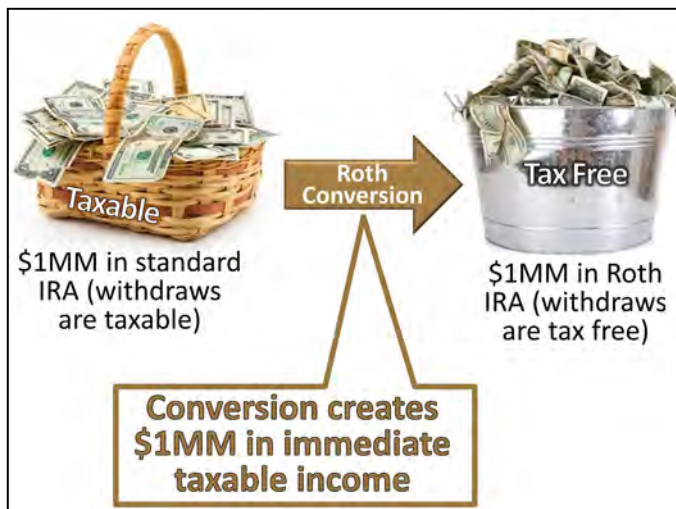 Taxable
$1MM in standard
IRA (withdraws
are taxable)
Roth
Conversion
Tax Free
$1MM in Roth
IRA (withdraws
are tax free)
Conversion creates
$1MM in immediate
taxable income